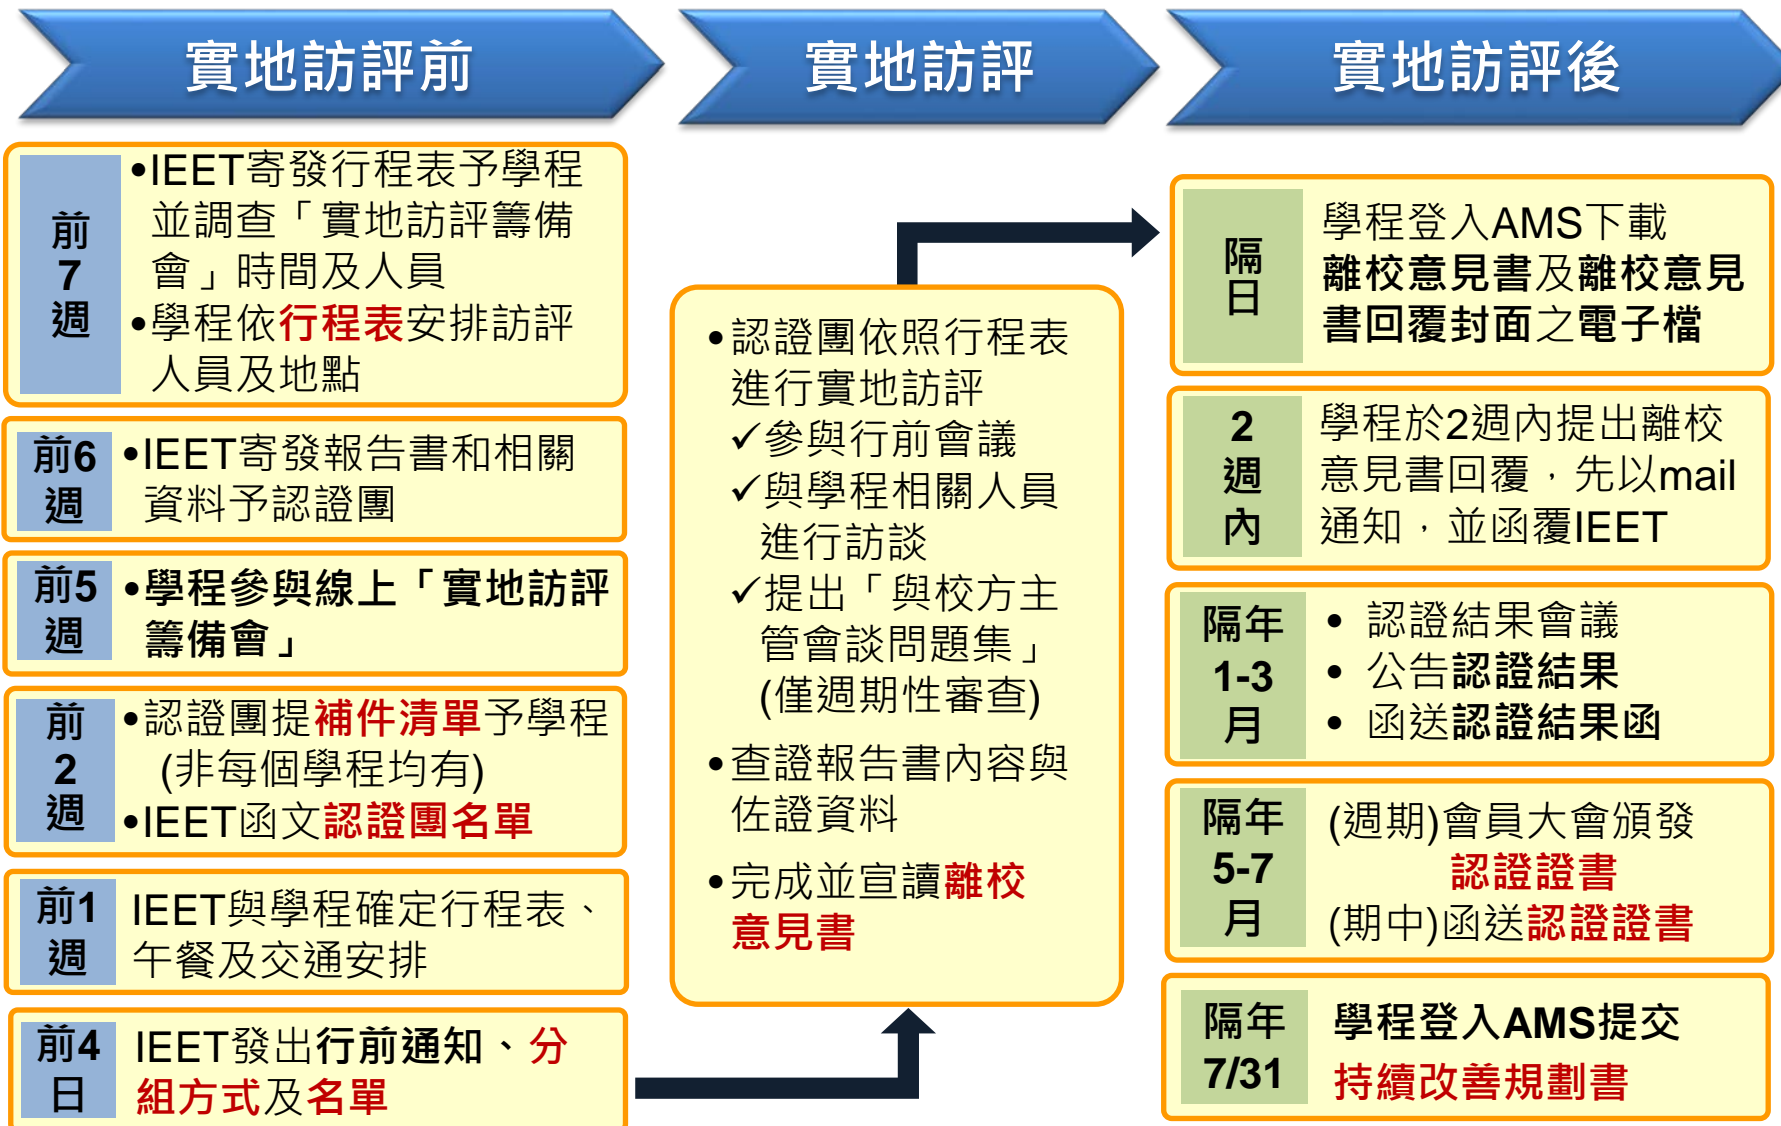 實地訪評前
前
7
週
•IEET寄發行程表予學程
並調查「實地訪評籌備
會」時間及人員
•學程依行程表安排訪評
人員及地點
前6
週
•IEET寄發報告書和相關
資料予認證團
前5
週
•學程參與線上「實地訪評
籌備會」
前
2
週
•認證團提補件清單予學程
(非每個學程均有)
•IEET函文認證團名單
前1
週
IEET與學程確定行程表、
午餐及交通安排
前4
日
IEET發出行前通知、分
組方式及名單
實地訪評
•認證團依照行程表
進行實地訪評
✓參與行前會議
✓與學程相關人員
進行訪談
✓提出「與校方主
管會談問題集」
(僅週期性審查)
•查證報告書內容與
佐證資料
•完成並宣讀離校
意見書
實地訪評後
隔
日
學程登入AMS下載
離校意見書及離校意見
書回覆封面之電子檔
2
週
內
學程於2週內提出離校
意見書回覆，先以mail
通知，並函覆IEET
隔年
1-3
月
• 認證結果會議
• 公告認證結果
• 函送認證結果函
隔年
5-7
月
(週期)會員大會頒發
認證證書
(期中)函送認證證書
隔年
7/31
學程登入AMS提交
持續改善規劃書